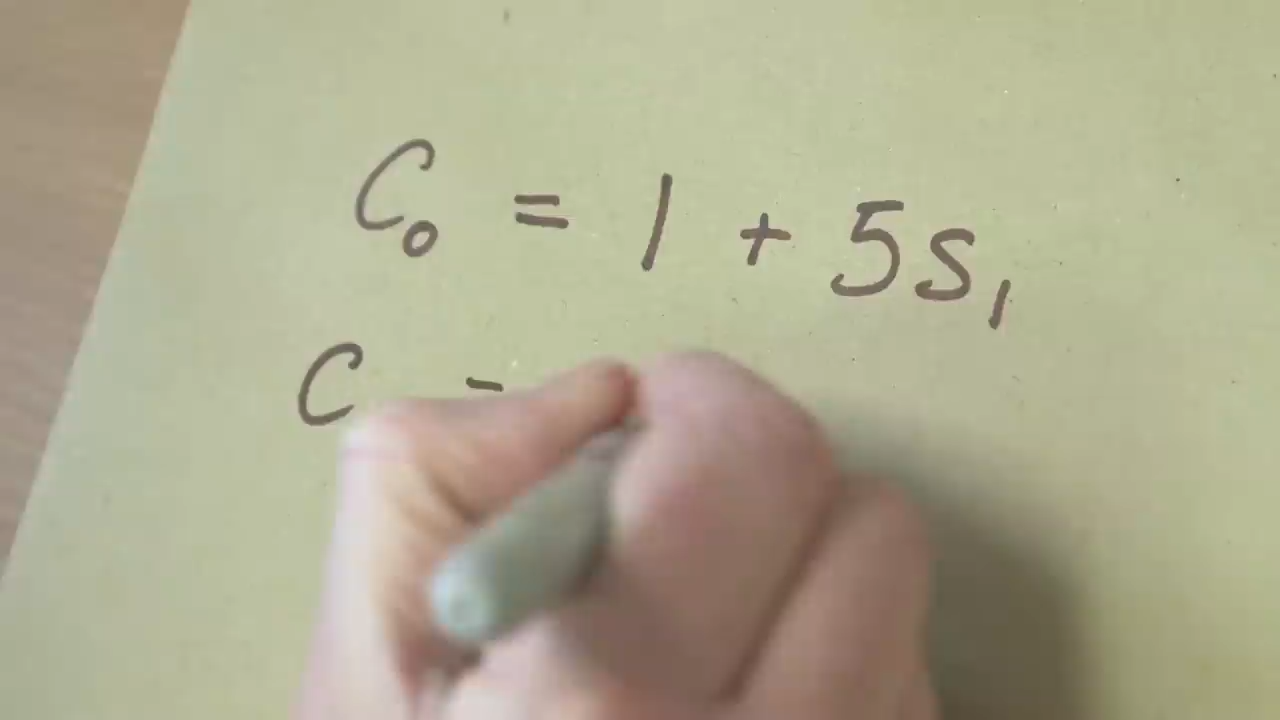 C₀ = 1 + 5s₁
C